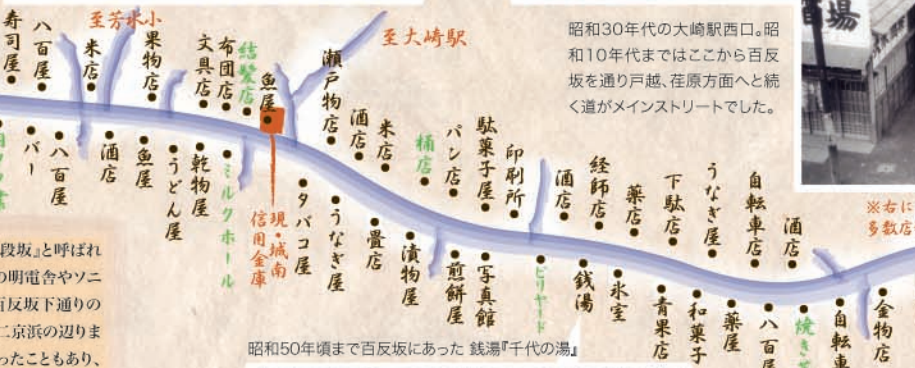 至芳水小
寿司屋
八百屋
米店
果物店
文具店
布団店
結髪店
魚屋
瀬戸物店
至大崎駅
酒店
米店
桶店
パン店
駄菓子屋
印刷所
酒店
経師店
薬店
下駄店
うなぎ屋
自転車店
酒店
昭和30年代の大崎駅西口。昭
和10年代まではここから百反
坂を通り戸越、荏原方面へと続
く道がメインストリートでした。
場
※右に
多数店
バー
八百屋
酒店
魚屋
うどん屋
乾物屋
ミルクホール
現・城南
信用金庫
タバコ屋
うなぎ屋
畳店
漬物屋
煎餅屋
写真館
ビリヤード
銭湯
氷室
青果店
和菓子
薬屋
八百
焼き
自転車
金物店
段坂』と呼ばれ
の明電舎やソニ
百反坂下通りの
二京浜の辺りま
ったこともあり、
昭和50年頃まで百反坂にあった 銭湯『千代の湯』